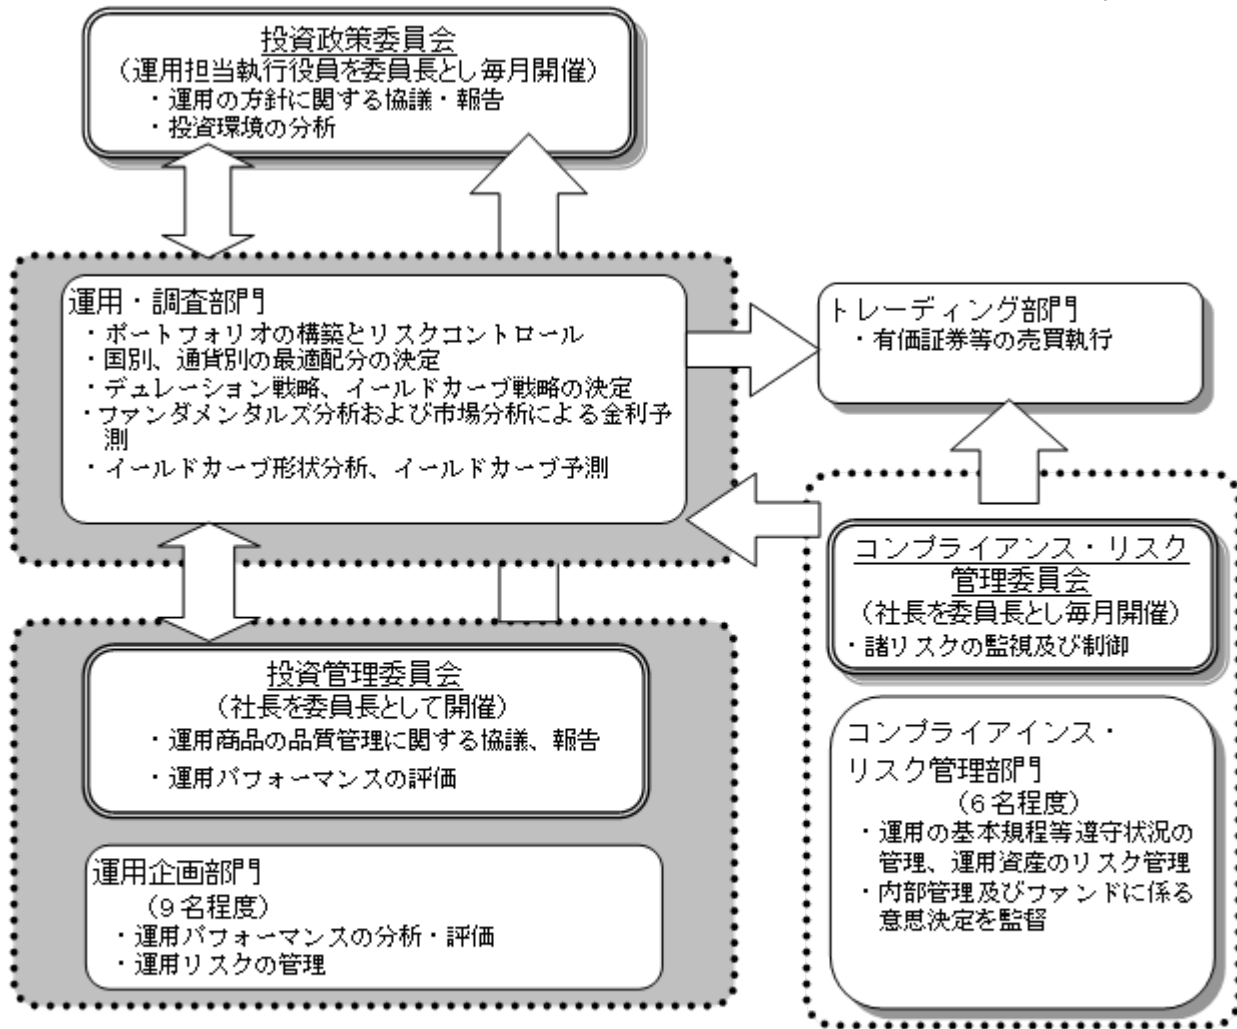 投資政策委員会
（運用担当執行役員を委員長とし毎月開催）
・運用の方針に関する協議・報告
・投資環境の分析
運用・調査部門
・ポートフォリオの構築とリスクコントロール
・国別、通貨別の最適配分の決定
・デュレーション戦略、イールドカーブ戦略の決定
・ファンダメンタルズ分析および市場分析による金利予
測
・イールドカーブ形状分析、イールドカーブ予測
トレーディング部門
・有価証券等の売買執行
投資管理委員会
（社長を委員長として開催）
・運用商品の品質管理に関する協議、報告
・運用パフォーマンスの評価
運用企画部門
（9名程度）
・運用パフォーマンスの分析・評価
・運用リスクの管理
コンプライアンス・リスク
管理委員会
（社長を委員長とし毎月開催）
・諸リスクの監視及び制御
コンプライアインス・
リスク管理部門
（6名程度）
・運用の基本規程等遵守状況の
管理、運用資産のリスク管理
・内部管理及びファンドに係る
意思決定を監督